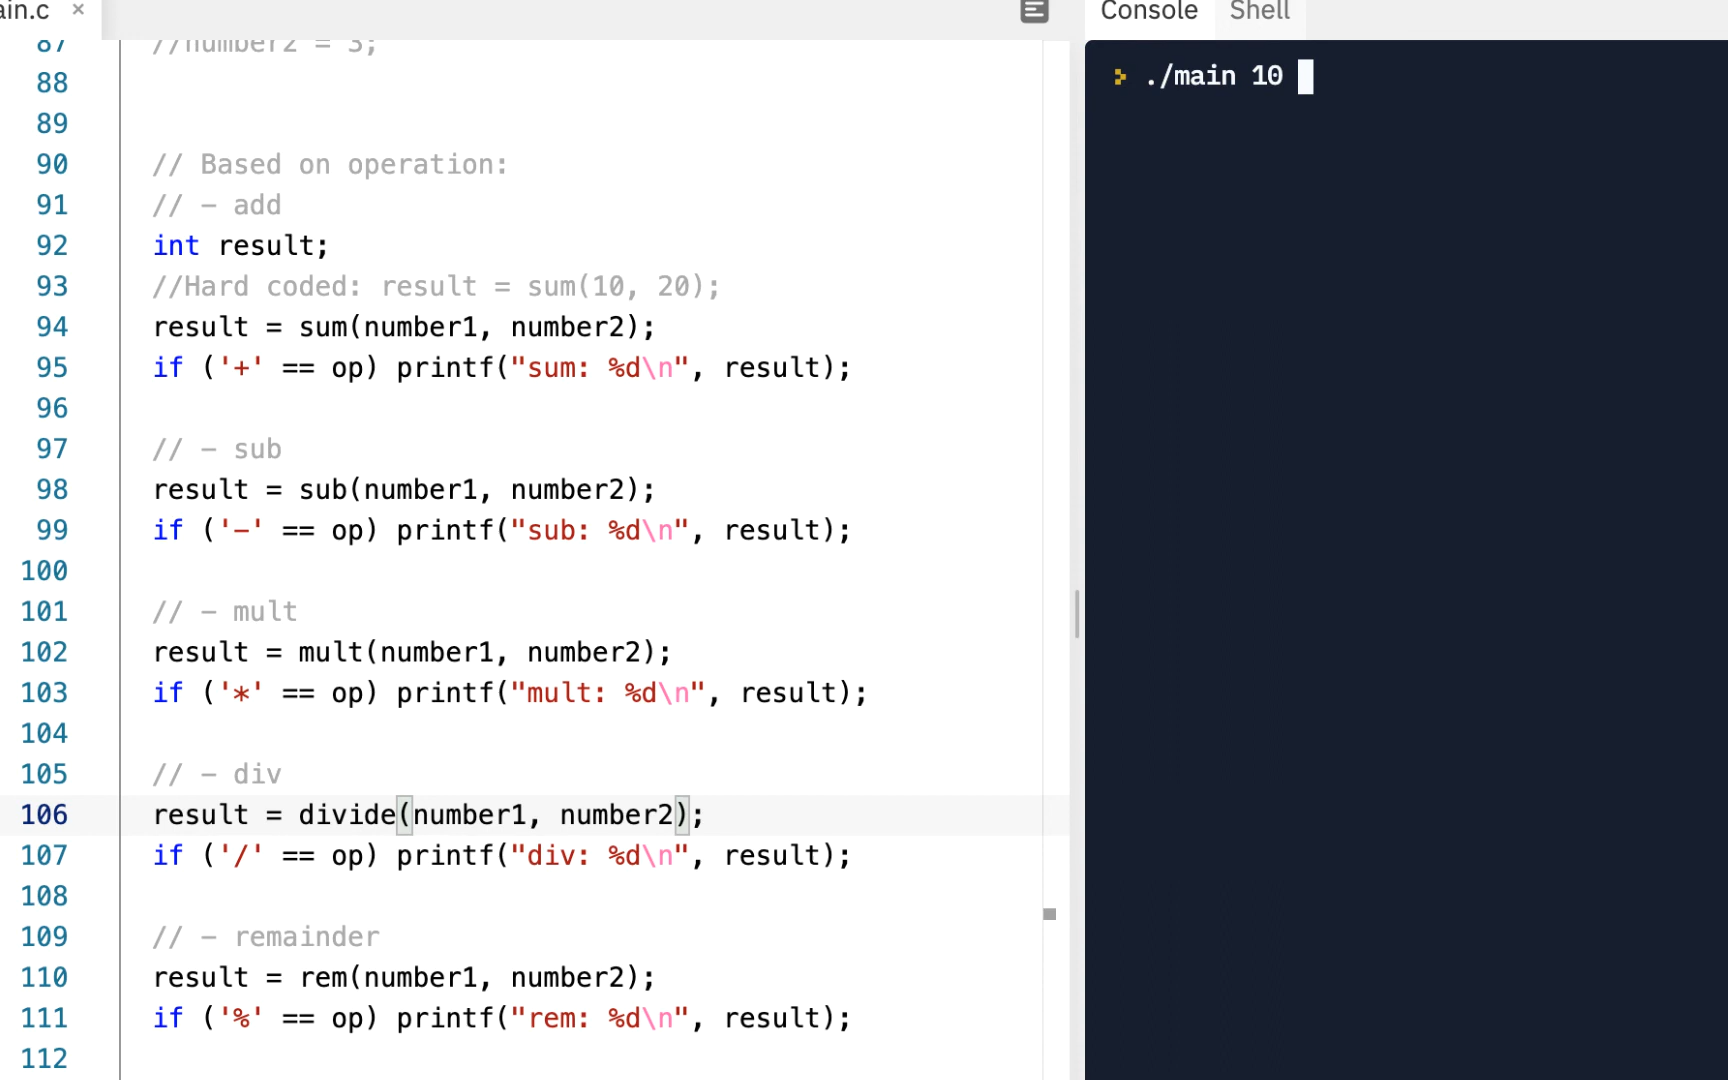 ain.c ×
Console Shell
87 //number2 = 3;
88
89
90 // Based on operation:
91 // – add
92 int result;
93 //Hard coded: result = sum(10, 20);
94 result = sum(number1, number2);
95 if ('+' == op) printf("sum: %d\n", result);
96
97 // – sub
98 result = sub(number1, number2);
99 if ('-' == op) printf("sub: %d\n", result);
100
101 // – mult
102 result = mult(number1, number2);
103 if ('*' == op) printf("mult: %d\n", result);
104
105 // – div
106 result = divide(number1, number2);
107 if ('/' == op) printf("div: %d\n", result);
108
109 // – remainder
110 result = rem(number1, number2);
111 if ('%' == op) printf("rem: %d\n", result);
112
./main 10